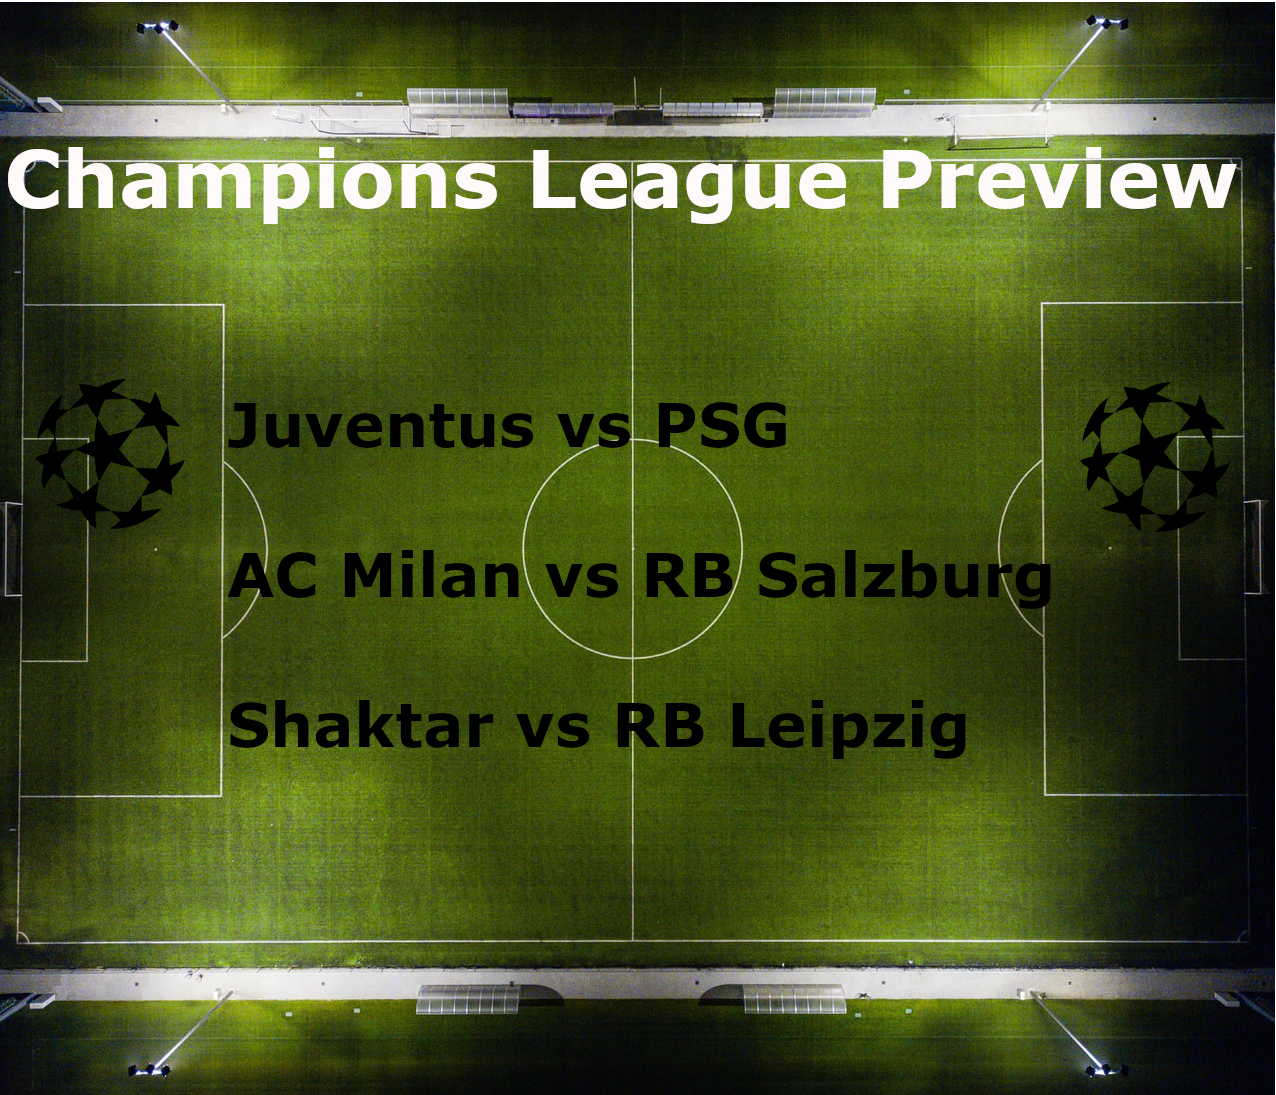 Champions League Preview
Juventus vs PSG
AC Milan vs RB Salzburg
Shaktar vs RB Leipzig